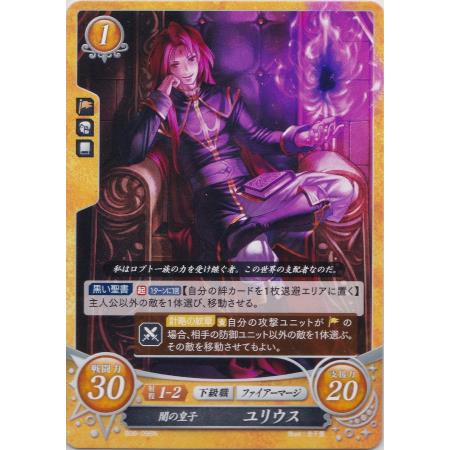 1
私はロプト一族の力を受け継ぐ者。この世界の支配者なのだ。
黒い聖書 起 1ターンに1回 【自分の絆カードを1枚退避エリアに置く】
主人公以外の敵を1体選び、移動させる。
計略の紋章 支 自分の攻撃ユニットが
の場合、相手の防御ユニット以外の敵を1体選ぶ。
その敵を移動させてもよい。
戦闘力
30
射程 1-2
下級職
ファイアーマージ
支援力
20
闇の皇子 ユリウス